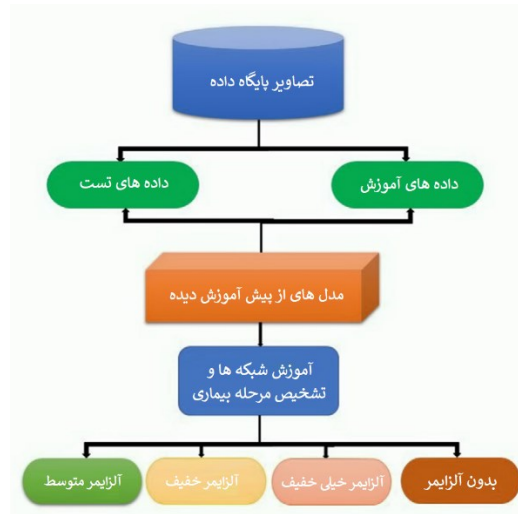 تصاویر پایگاه داده
داده های آموزش
داده های تست
مدل های از پیش آموزش دیده
آموزش شبکه ها و
تشخیص مرحله بیماری
بدون آلزایمر
آلزایمر خیلی خفیف
آلزایمر خفیف
آلزایمر متوسط